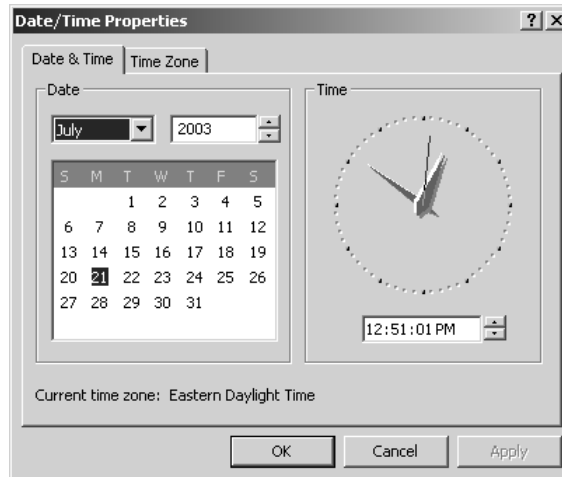 Date/Time Properties
Date & Time Time Zone
Date
Time
July 2003
S M T W T F S
1 2 3 4 5
6 7 8 9 10 11 12
13 14 15 16 17 18 19
20 21 22 23 24 25 26
27 28 29 30 31
12:51:01 PM
Current time zone: Eastern Daylight Time
OK Cancel Apply